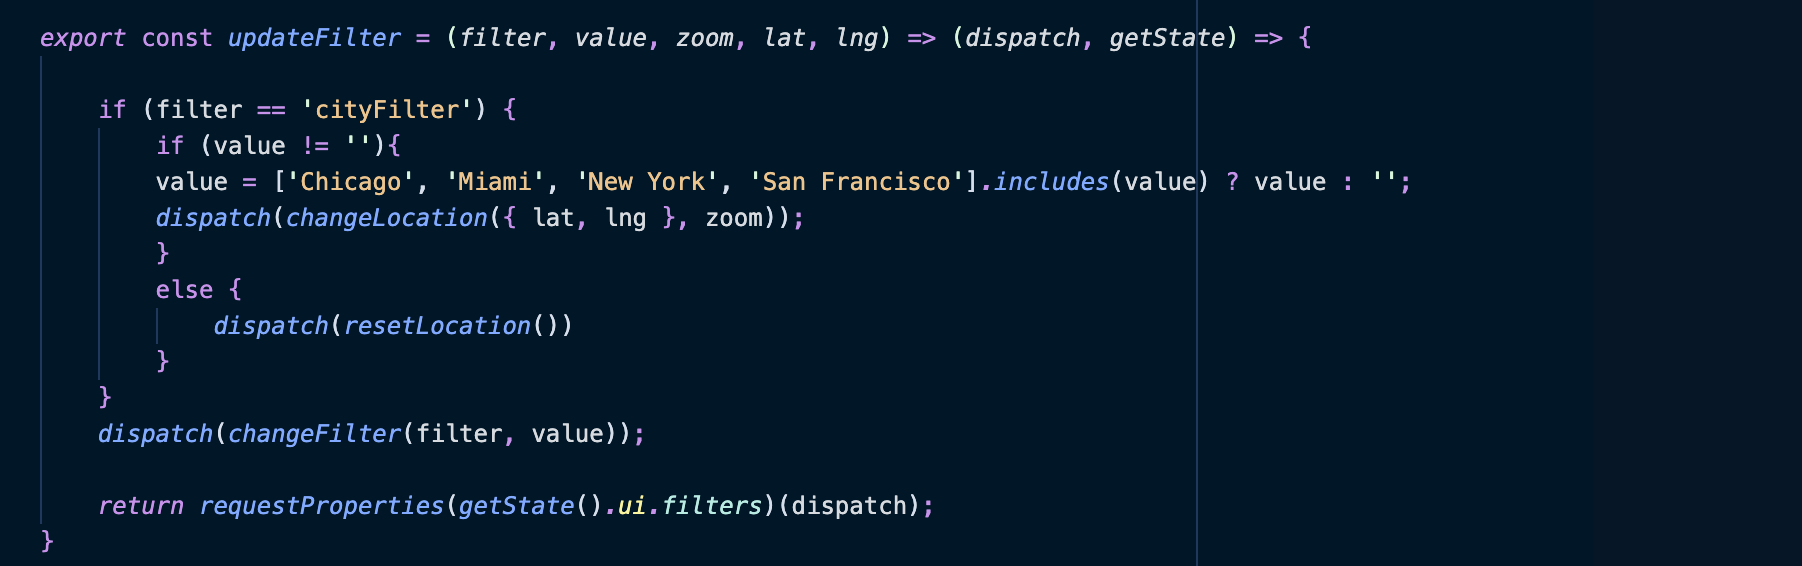 export const updateFilter = (filter, value, zoom, lat, lng) => (dispatch, getState) => {
if (filter == 'cityFilter') {
if (value != ''){
value = ['Chicago', 'Miami', 'New York', 'San Francisco'].includes(value) ? value : '';
dispatch(changeLocation({ lat, lng }, zoom));
}
else {
dispatch(resetLocation())
}
}
dispatch(changeFilter(filter, value));
return requestProperties(getState().ui.filters)(dispatch);
}